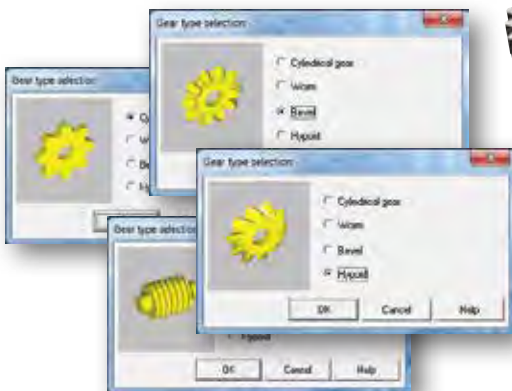 Gear type selection
Cylindrical gear
Worm
Bevel
Hypoid
Gear type selection
Gear type selection
Cylindrical gear
Worm
Bevel
Hypoid
OK
Cancel
Help
Gear type selection
Hypoid
OK
Cancel
Help